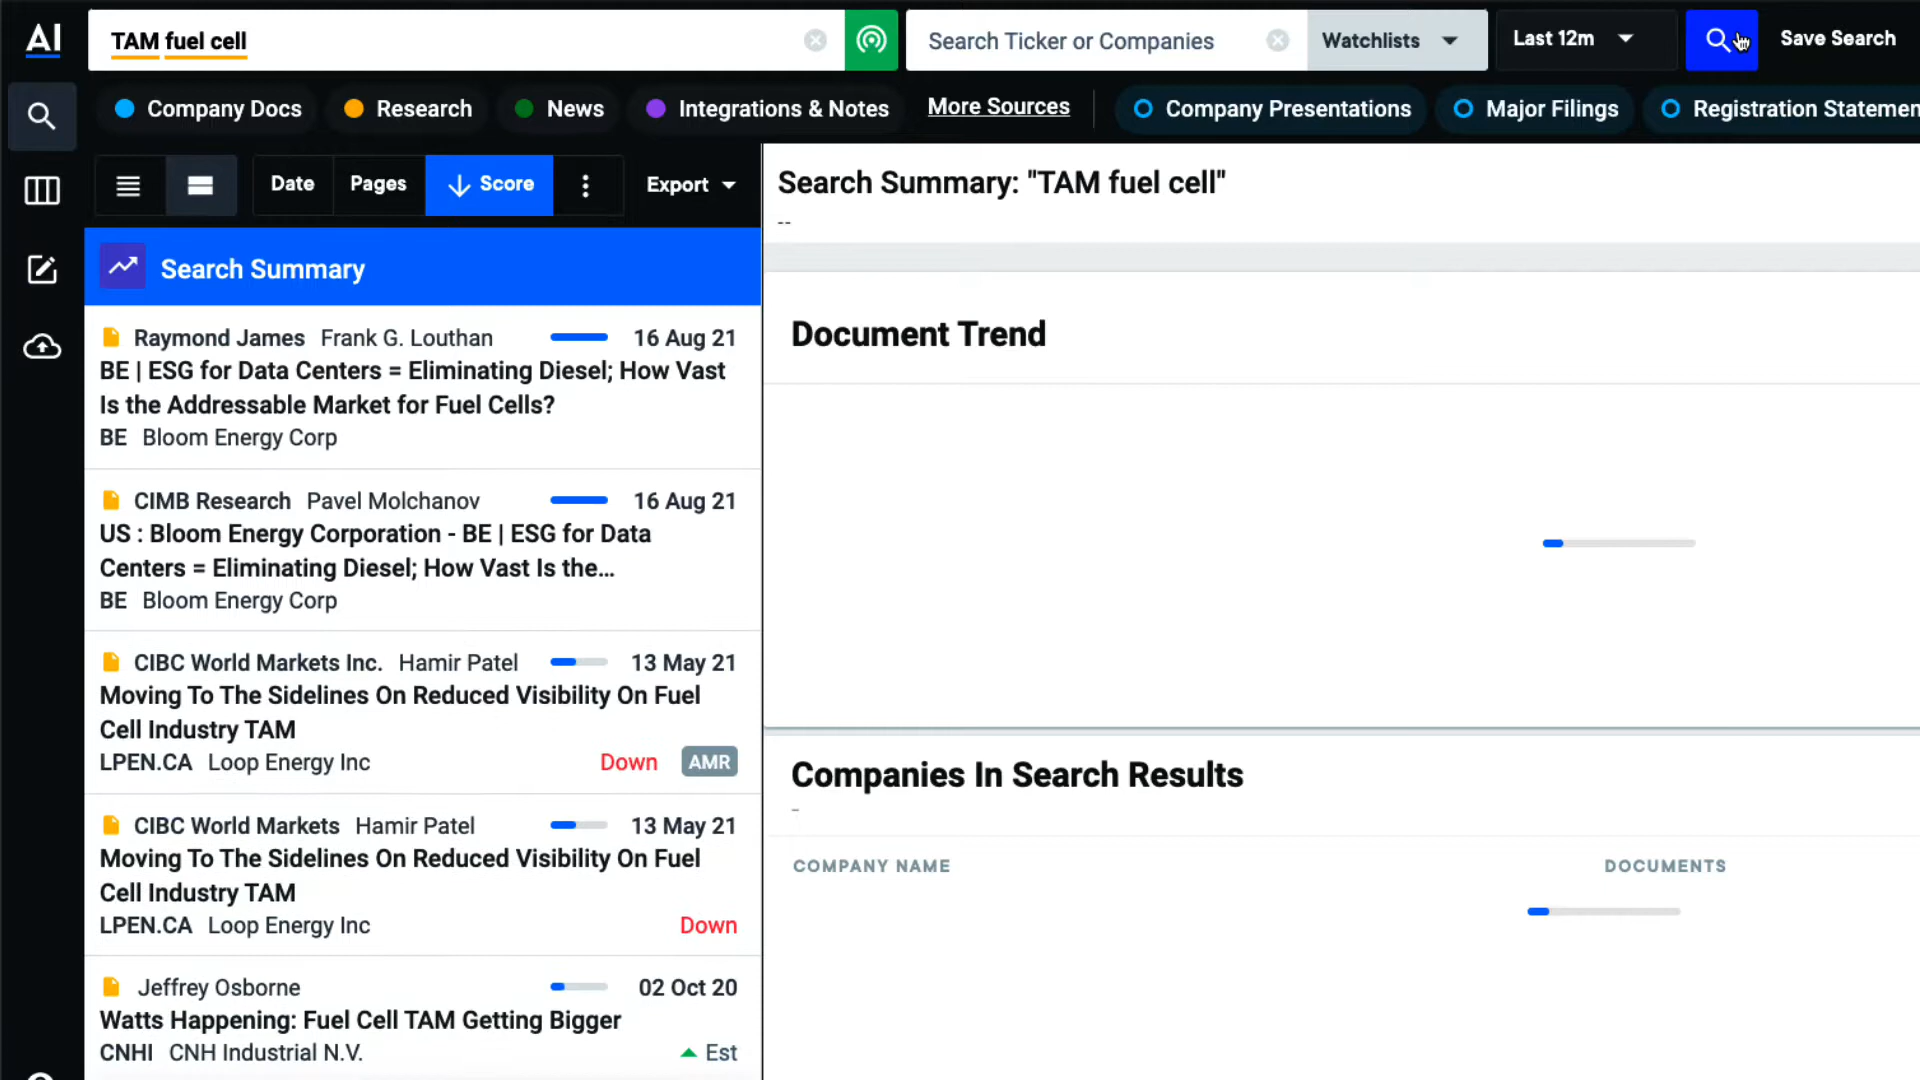 AI
TAM fuel cell
Search Ticker or Companies
Watchlists
Last 12m
Save Search
Company Docs
Research
News
Integrations & Notes
More Sources
Company Presentations
Major Filings
Registration Statemen
Date
Pages
Score
Export
Search Summary
Raymond James Frank G. Louthan 16 Aug 21
BE | ESG for Data Centers = Eliminating Diesel; How Vast
Is the Addressable Market for Fuel Cells?
BE Bloom Energy Corp
CIMB Research Pavel Molchanov 16 Aug 21
US : Bloom Energy Corporation - BE | ESG for Data
Centers = Eliminating Diesel; How Vast Is the...
BE Bloom Energy Corp
CIBC World Markets Inc. Hamir Patel 13 May 21
Moving To The Sidelines On Reduced Visibility On Fuel
Cell Industry TAM
LPEN.CA Loop Energy Inc Down AMR
CIBC World Markets Hamir Patel 13 May 21
Moving To The Sidelines On Reduced Visibility On Fuel
Cell Industry TAM
LPEN.CA Loop Energy Inc Down
Jeffrey Osborne 02 Oct 20
Watts Happening: Fuel Cell TAM Getting Bigger
CNHI CNH Industrial N.V. Est
Search Summary: "TAM fuel cell"
--
Document Trend
Companies In Search Results
-
COMPANY NAME DOCUMENTS